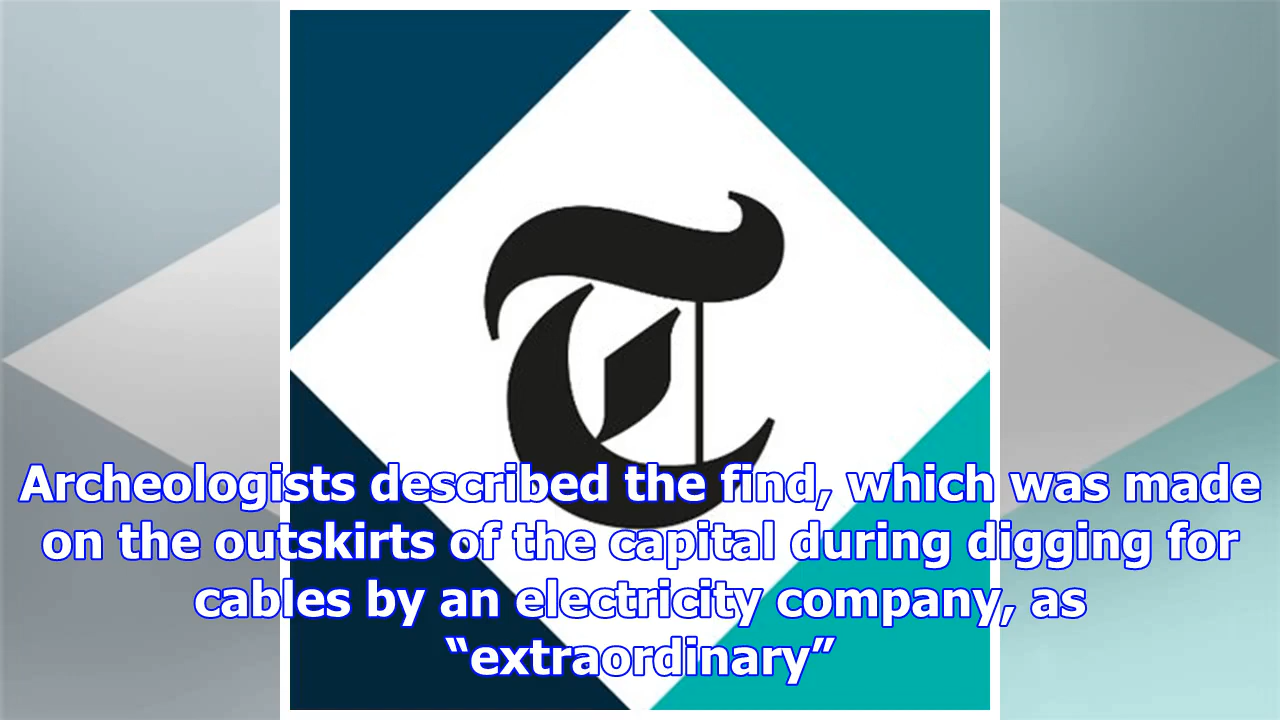 T
Archeologists described the find, which was made
on the outskirts of the capital during digging for
cables by an electricity company, as
“extraordinary”